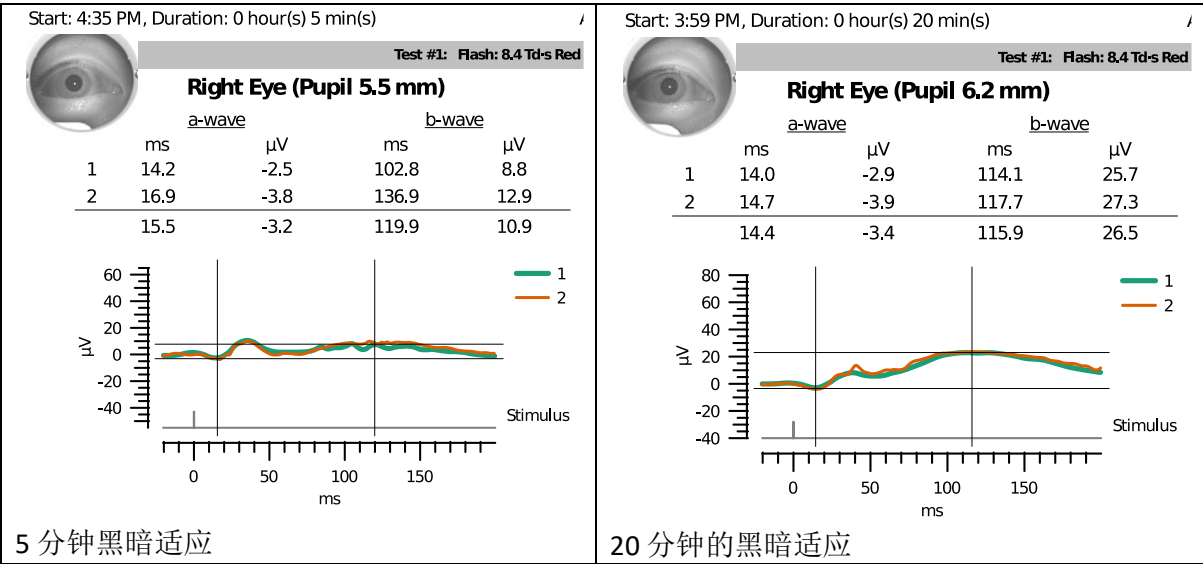 Start: 4:35 PM, Duration: 0 hour(s) 5 min(s)
Test #1: Flash: 8.4 Td·s Red
Right Eye (Pupil 5.5 mm)
a-wave b-wave
ms µV ms µV
1 14.2 -2.5 102.8 8.8
2 16.9 -3.8 136.9 12.9
15.5 -3.2 119.9 10.9
60
40
20
0
-20
-40
µV
1
2
Stimulus
0 50 100 150
ms
5 分钟黑暗适应
Start: 3:59 PM, Duration: 0 hour(s) 20 min(s)
Test #1: Flash: 8.4 Td·s Red
Right Eye (Pupil 6.2 mm)
a-wave b-wave
ms µV ms µV
1 14.0 -2.9 114.1 25.7
2 14.7 -3.9 117.7 27.3
14.4 -3.4 115.9 26.5
80
60
40
20
0
-20
-40
µV
1
2
Stimulus
0 50 100 150
ms
20 分钟的黑暗适应